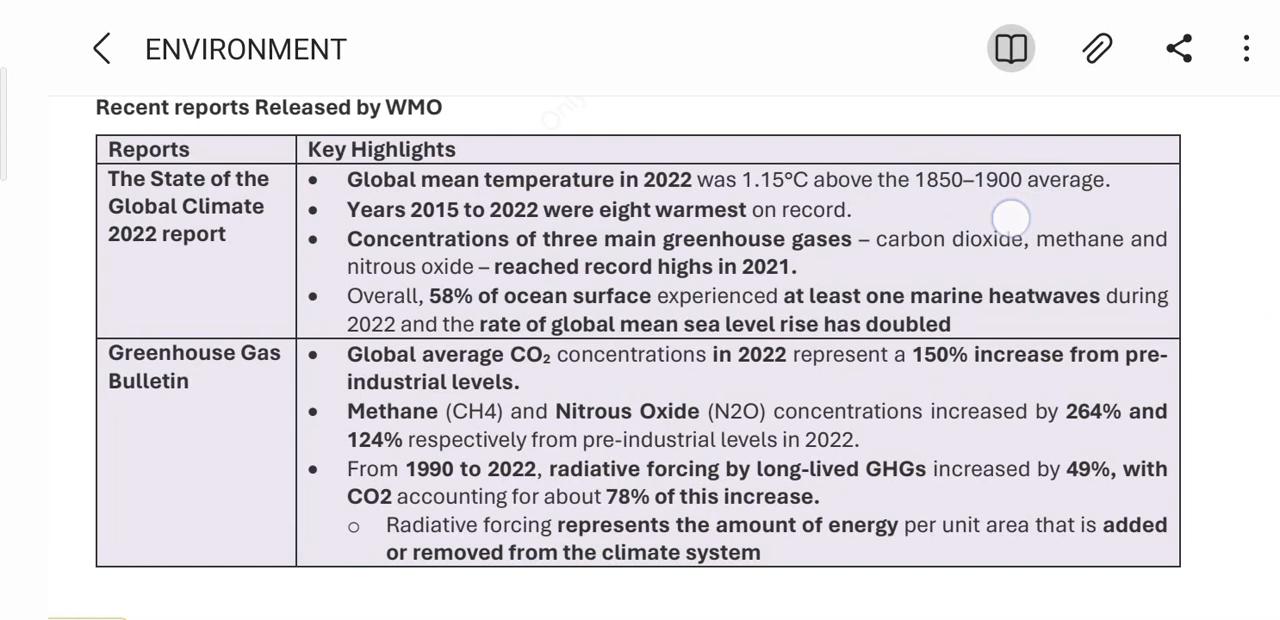 ENVIRONMENT
Only
Recent reports Released by WMO
Reports
Key Highlights
The State of the
Global Climate
2022 report
• Global mean temperature in 2022 was 1.15°C above the 1850–1900 average.
• Years 2015 to 2022 were eight warmest on record.
• Concentrations of three main greenhouse gases – carbon dioxide, methane and
nitrous oxide – reached record highs in 2021.
• Overall, 58% of ocean surface experienced at least one marine heatwaves during
2022 and the rate of global mean sea level rise has doubled
Greenhouse Gas
Bulletin
• Global average CO₂ concentrations in 2022 represent a 150% increase from pre-
industrial levels.
• Methane (CH4) and Nitrous Oxide (N2O) concentrations increased by 264% and
124% respectively from pre-industrial levels in 2022.
• From 1990 to 2022, radiative forcing by long-lived GHGs increased by 49%, with
CO2 accounting for about 78% of this increase.
o Radiative forcing represents the amount of energy per unit area that is added
or removed from the climate system